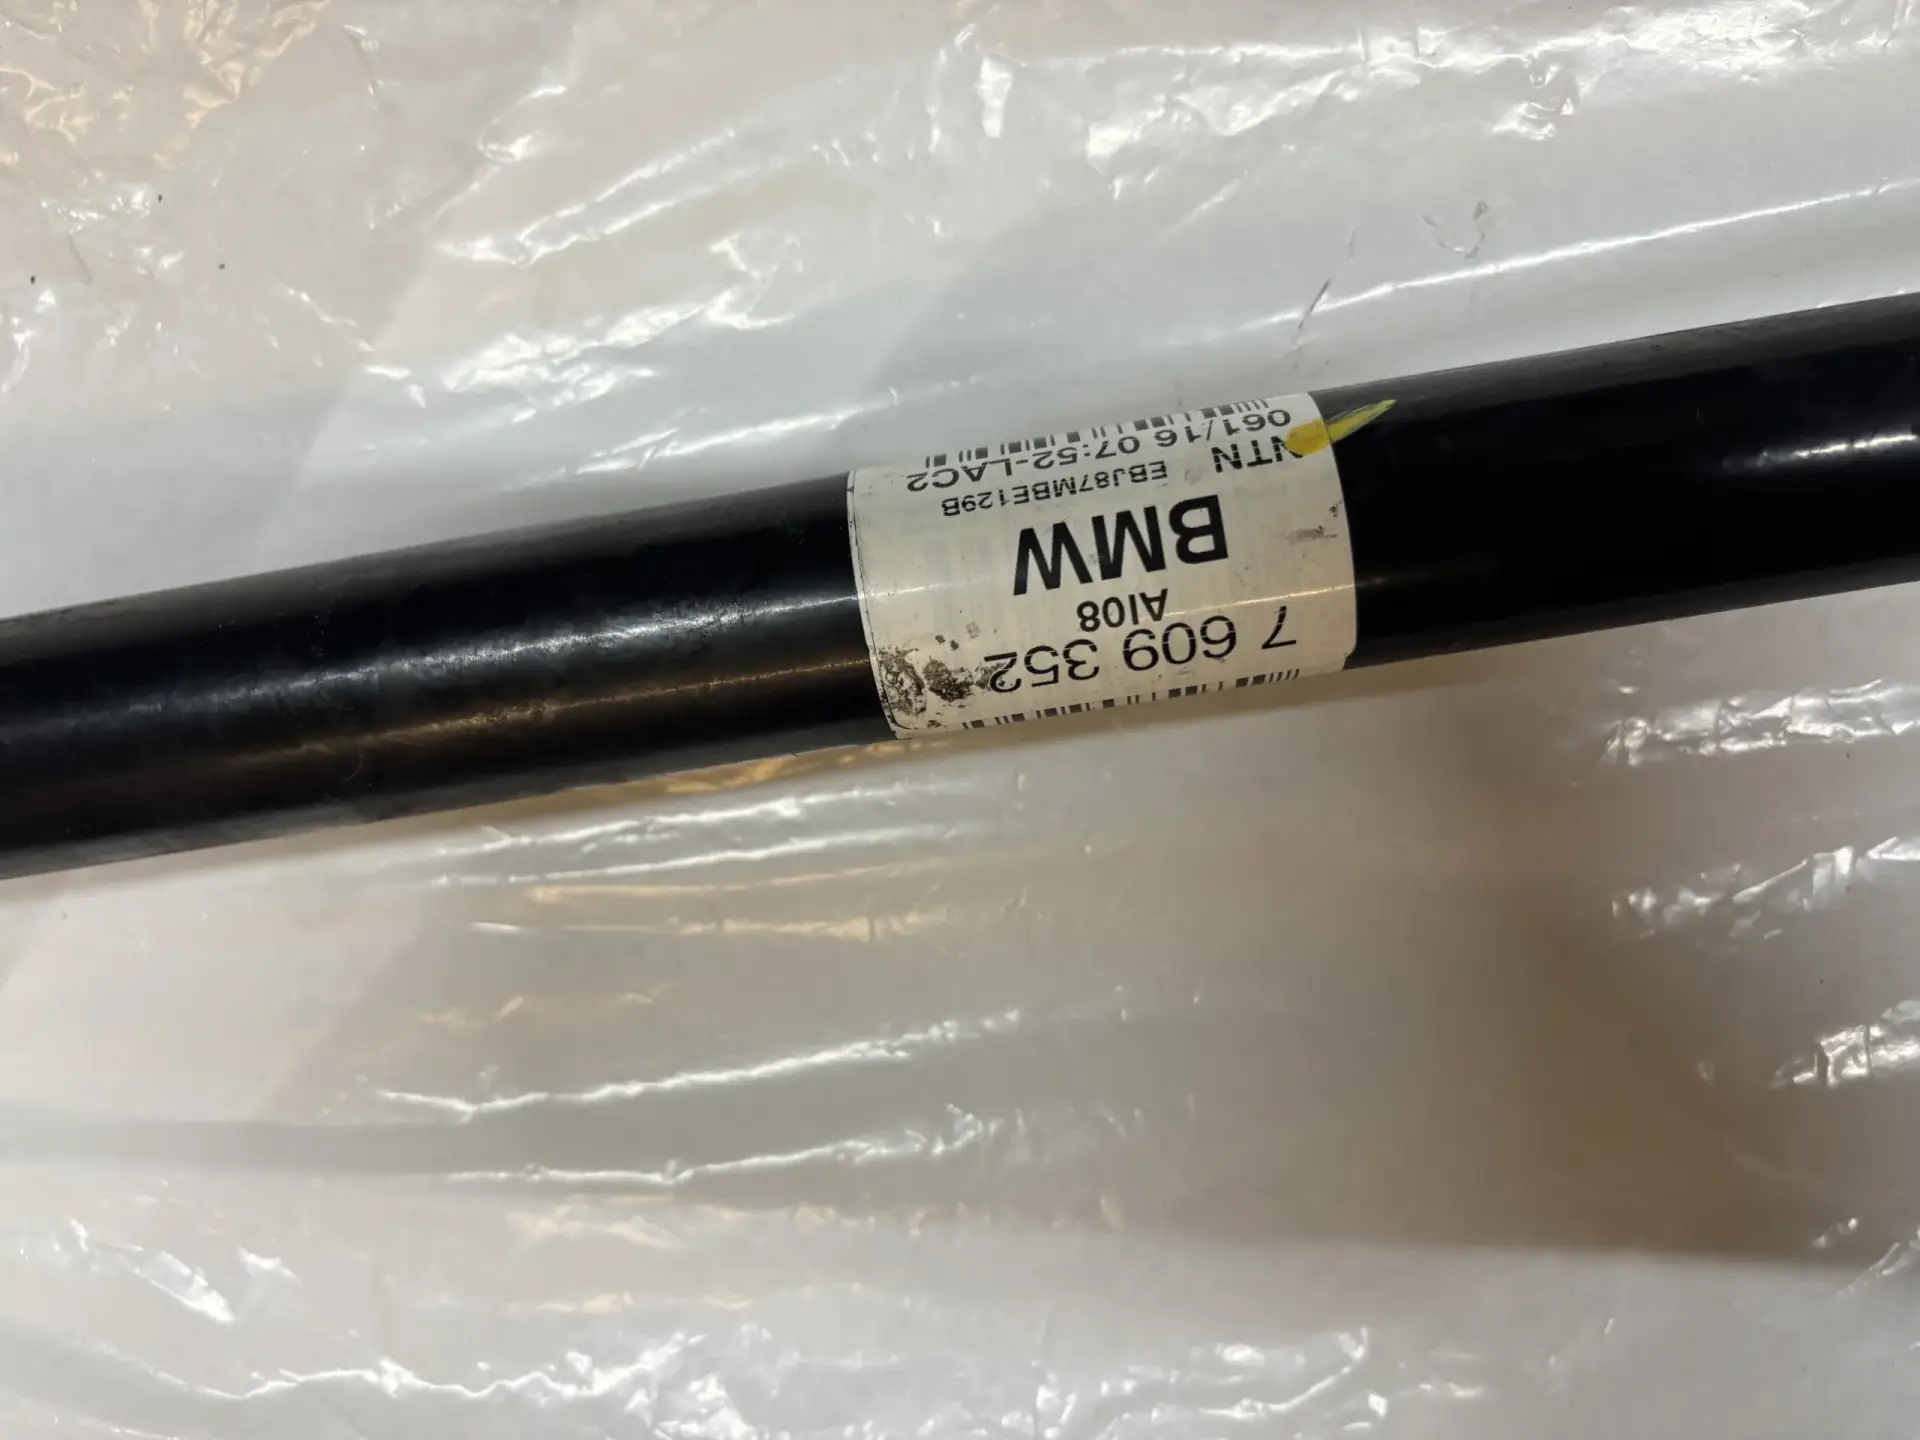 7 609 352
AI08
BMW
EBJ87MBE129B
NTN
061/16 07:52-LAC2